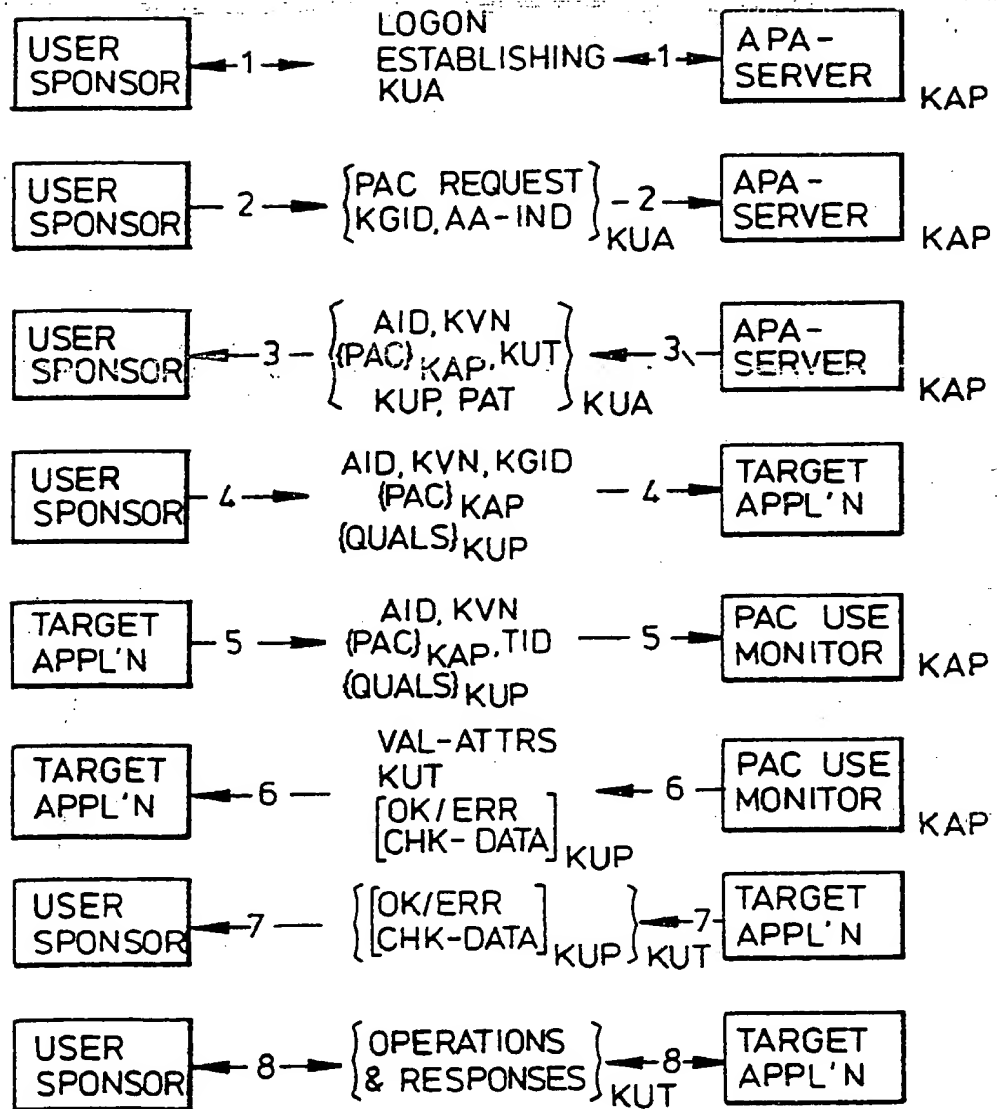 USER SPONSOR 1 LOGON ESTABLISHING KUA 1 APA-SERVER KAP
USER SPONSOR 2 {PAC REQUEST KGID, AA-IND}KUA 2 APA-SERVER KAP
USER SPONSOR 3 {AID, KVN {PAC}KAP, KUT KUP, PAT}KUA 3 APA-SERVER KAP
USER SPONSOR 4 AID, KVN, KGID {PAC}KAP {QUALS}KUP 4 TARGET APPL'N
TARGET APPL'N 5 AID, KVN {PAC}KAP, TID {QUALS}KUP 5 PAC USE MONITOR KAP
TARGET APPL'N 6 VAL-ATTRS KUT [OK/ERR CHK-DATA]KUP 6 PAC USE MONITOR KAP
USER SPONSOR 7 {[OK/ERR CHK-DATA]KUP}KUT 7 TARGET APPL'N
USER SPONSOR 8 {OPERATIONS & RESPONSES}KUT 8 TARGET APPL'N